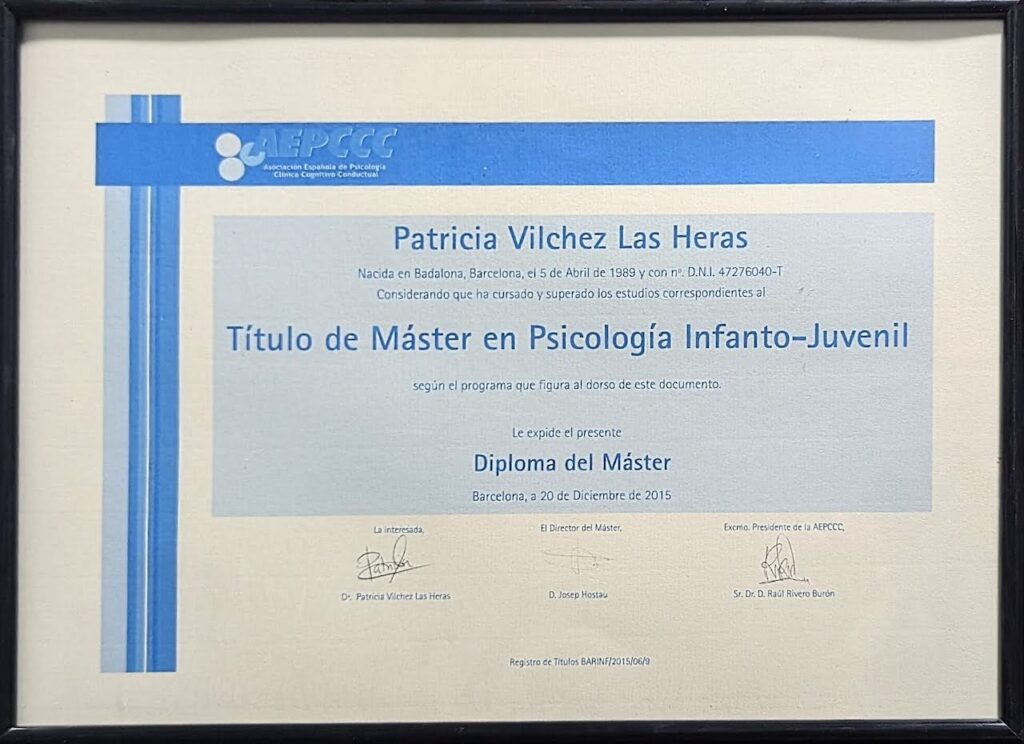 AEPCCC
Asociación Española de Psicología
Clínica Cognitivo Conductual
Patricia Vilchez Las Heras
Nacida en Badalona, Barcelona, el 5 de Abril de 1989 y con nº. D.N.I. 47276040-T
Considerando que ha cursado y superado los estudios correspondientes al
Título de Máster en Psicología Infanto-Juvenil
según el programa que figura al dorso de este documento.
Le expide el presente
Diploma del Máster
Barcelona, a 20 de Diciembre de 2015
La interesada, El Director del Máster, Excmo. Presidente de la AEPCCC,
Dª. Patricia Vilchez Las Heras D. Josep Hostau Sr. Dr. D. Raúl Rivero Burón
Registro de Títulos BARINF/2015/06/9